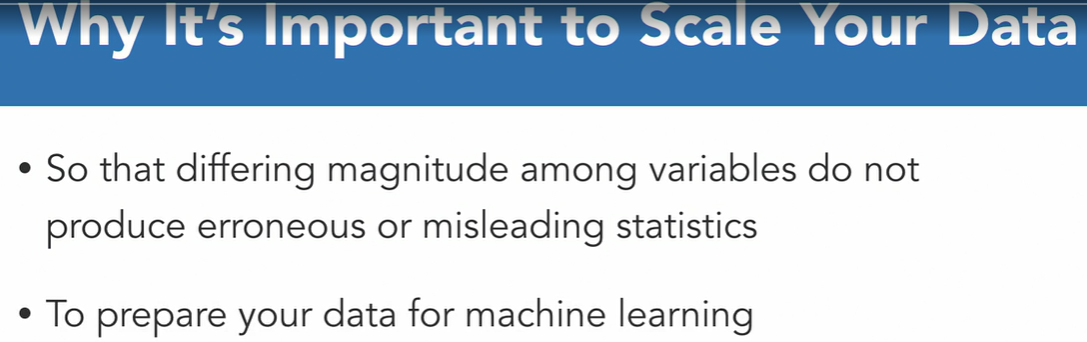 Why It's Important to Scale Your Data
• So that differing magnitude among variables do not
produce erroneous or misleading statistics
• To prepare your data for machine learning